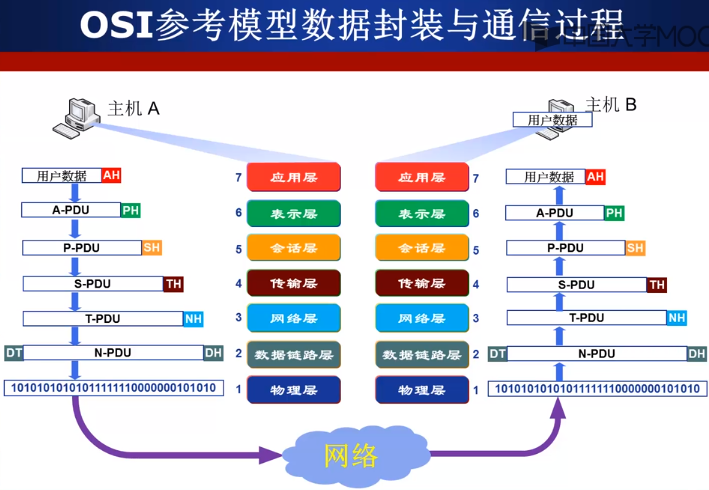 OSI参考模型数据封装与通信过程
中国大学MOO
主机 A
主机 B
用户数据
用户数据 AH
7 应用层
应用层 7
用户数据 AH
A-PDU PH
6 表示层
表示层 6
A-PDU PH
P-PDU SH
5 会话层
会话层 5
P-PDU SH
S-PDU TH
4 传输层
传输层 4
S-PDU TH
T-PDU NH
3 网络层
网络层 3
T-PDU NH
DT N-PDU DH
2 数据链路层
数据链路层 2
DT N-PDU DH
10101010101011111110000000101010
1 物理层
物理层 1
10101010101011111110000000101010
网络